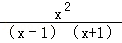 x²
（x－1）（x+1）